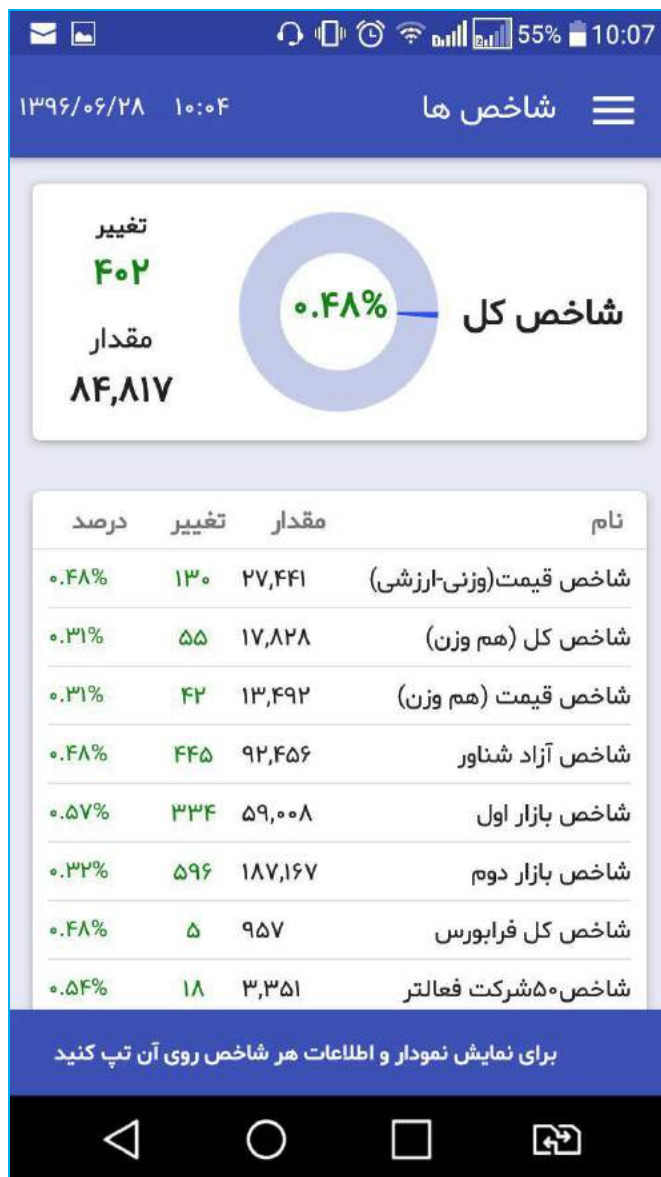 55% 10:07
شاخص ها ۱۰:۰۴ ۱۳۹۶/۰۶/۲۸
شاخص کل
۰.۴۸%
تغییر
۴۰۲
مقدار
۸۴,۸۱۷
نام مقدار تغییر درصد
شاخص قیمت(وزنی-ارزشی) ۲۷,۴۴۱ ۱۳۰ ۰.۴۸%
شاخص کل (هم وزن) ۱۷,۸۲۸ ۵۵ ۰.۳۱%
شاخص قیمت (هم وزن) ۱۳,۴۹۲ ۴۲ ۰.۳۱%
شاخص آزاد شناور ۹۲,۴۵۶ ۴۴۵ ۰.۴۸%
شاخص بازار اول ۵۹,۰۰۸ ۳۳۴ ۰.۵۷%
شاخص بازار دوم ۱۸۷,۱۶۷ ۵۹۶ ۰.۳۲%
شاخص کل فرابورس ۹۵۷ ۵ ۰.۴۸%
شاخص۵۰شرکت فعالتر ۳,۳۵۱ ۱۸ ۰.۵۴%
برای نمایش نمودار و اطلاعات هر شاخص روی آن تپ کنید